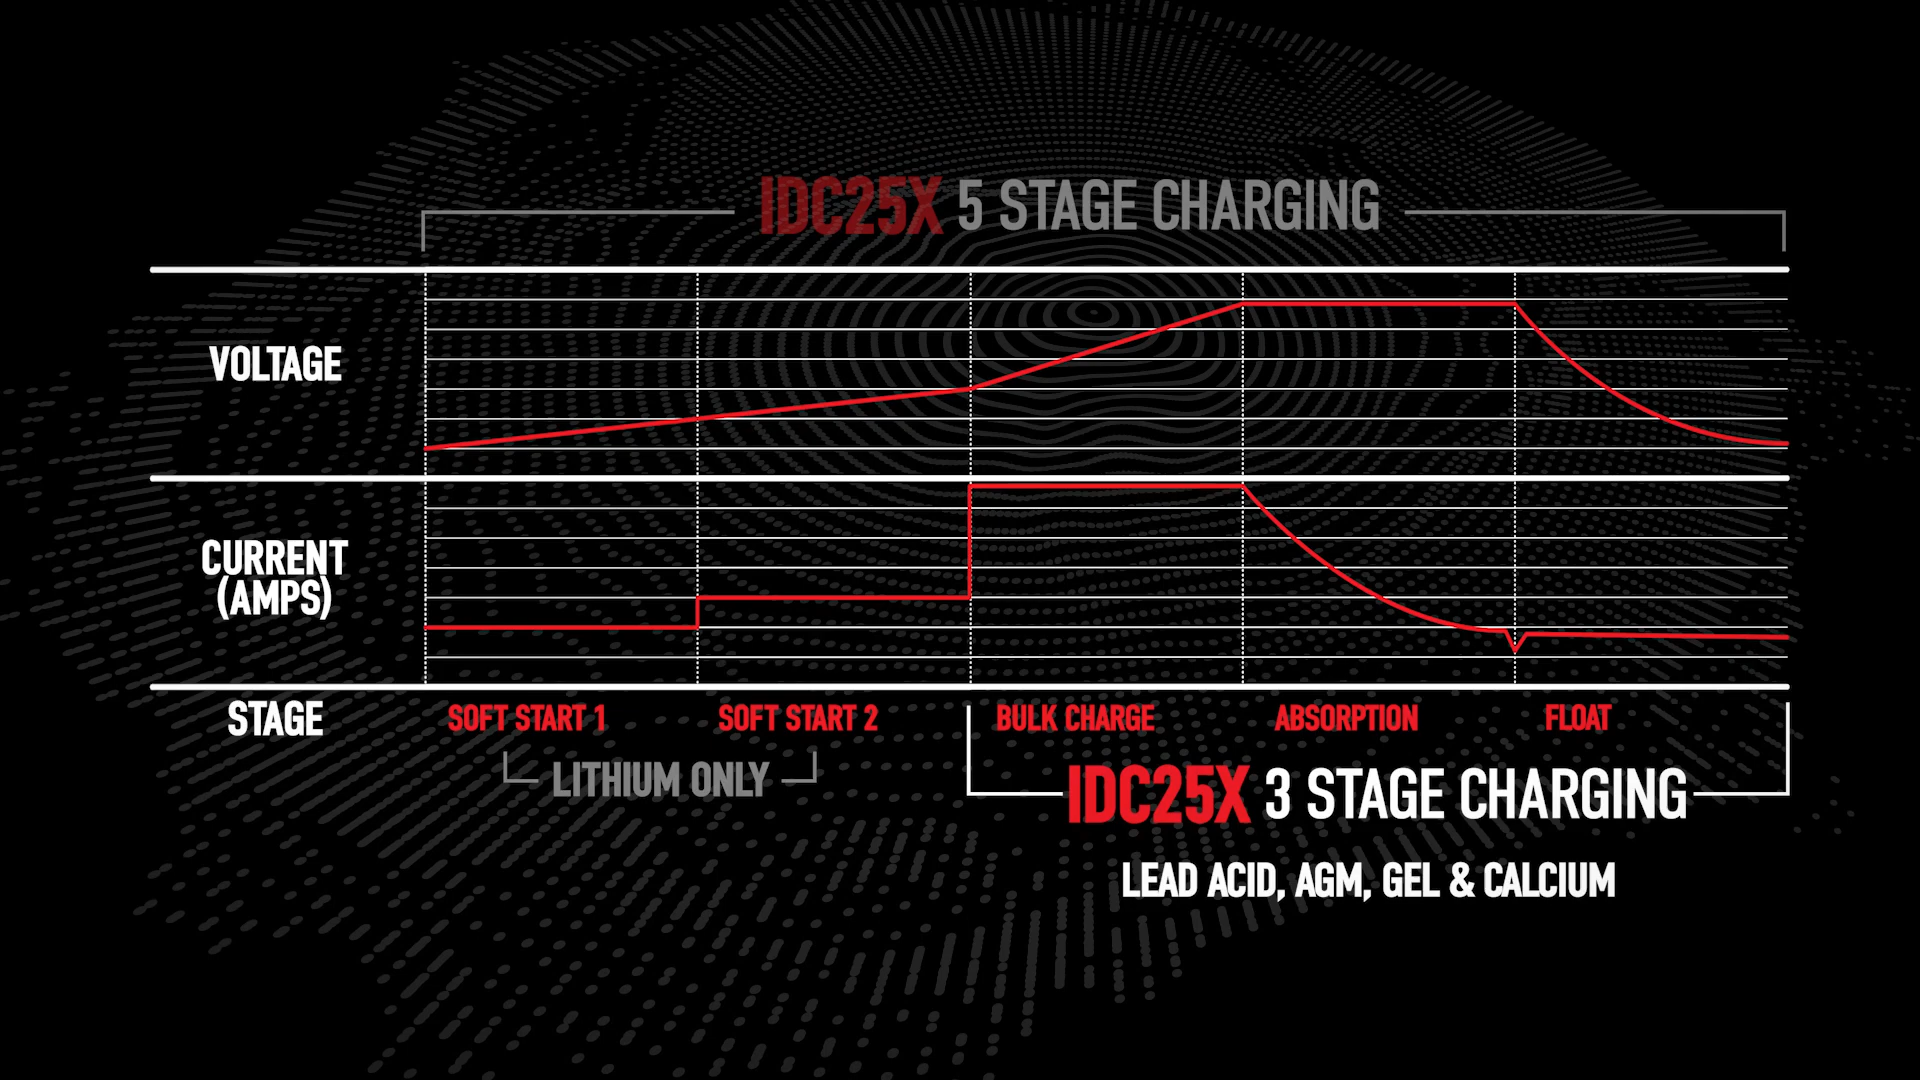 IDC25X 5 STAGE CHARGING
VOLTAGE
CURRENT
(AMPS)
STAGE
SOFT START 1
SOFT START 2
BULK CHARGE
ABSORPTION
FLOAT
LITHIUM ONLY
IDC25X 3 STAGE CHARGING
LEAD ACID, AGM, GEL & CALCIUM